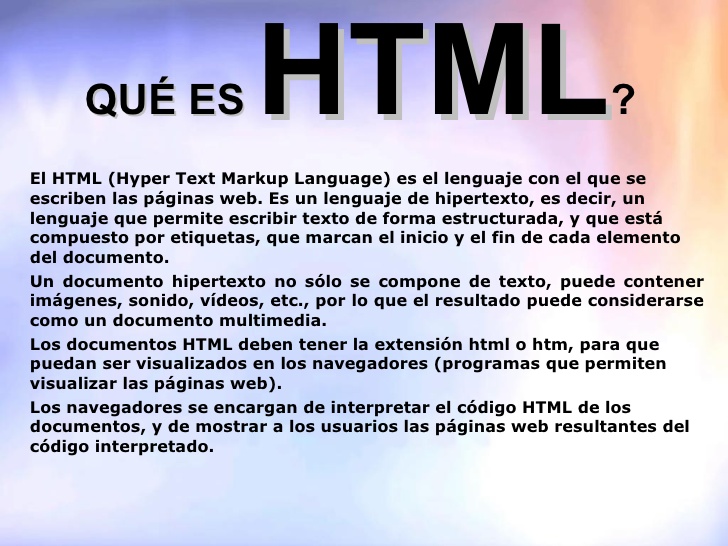 QUÉ ES HTML?
El HTML (Hyper Text Markup Language) es el lenguaje con el que se
escriben las páginas web. Es un lenguaje de hipertexto, es decir, un
lenguaje que permite escribir texto de forma estructurada, y que está
compuesto por etiquetas, que marcan el inicio y el fin de cada elemento
del documento.
Un documento hipertexto no sólo se compone de texto, puede contener
imágenes, sonido, vídeos, etc., por lo que el resultado puede considerarse
como un documento multimedia.
Los documentos HTML deben tener la extensión html o htm, para que
puedan ser visualizados en los navegadores (programas que permiten
visualizar las páginas web).
Los navegadores se encargan de interpretar el código HTML de los
documentos, y de mostrar a los usuarios las páginas web resultantes del
código interpretado.